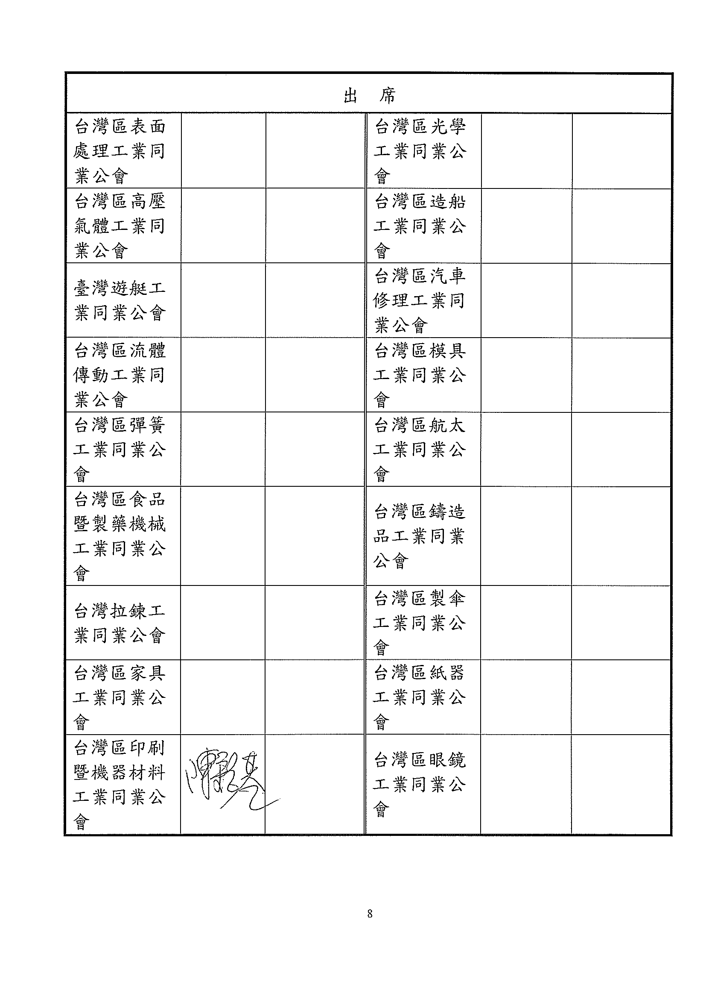 出 席
台灣區表面
處理工業同
業公會
台灣區光學
工業同業公
會
台灣區高壓
氣體工業同
業公會
台灣區造船
工業同業公
會
臺灣遊艇工
業同業公會
台灣區汽車
修理工業同
業公會
台灣區流體
傳動工業同
業公會
台灣區模具
工業同業公
會
台灣區彈簧
工業同業公
會
台灣區航太
工業同業公
會
台灣區食品
暨製藥機械
工業同業公
會
台灣區鑄造
品工業同業
公會
台灣拉鍊工
業同業公會
台灣區製傘
工業同業公
會
台灣區家具
工業同業公
會
台灣區紙器
工業同業公
會
台灣區印刷
暨機器材料
工業同業公
會
台灣區眼鏡
工業同業公
會
8